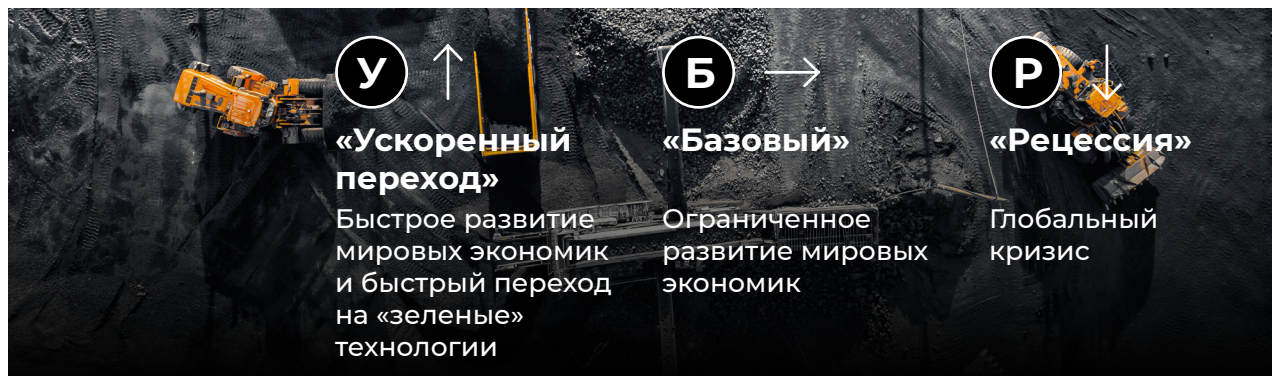 У
«Ускоренный
переход»
Быстрое развитие
мировых экономик
и быстрый переход
на «зеленые»
технологии
Б
«Базовый»
Ограниченное
развитие мировых
экономик
Р
«Рецессия»
Глобальный
кризис